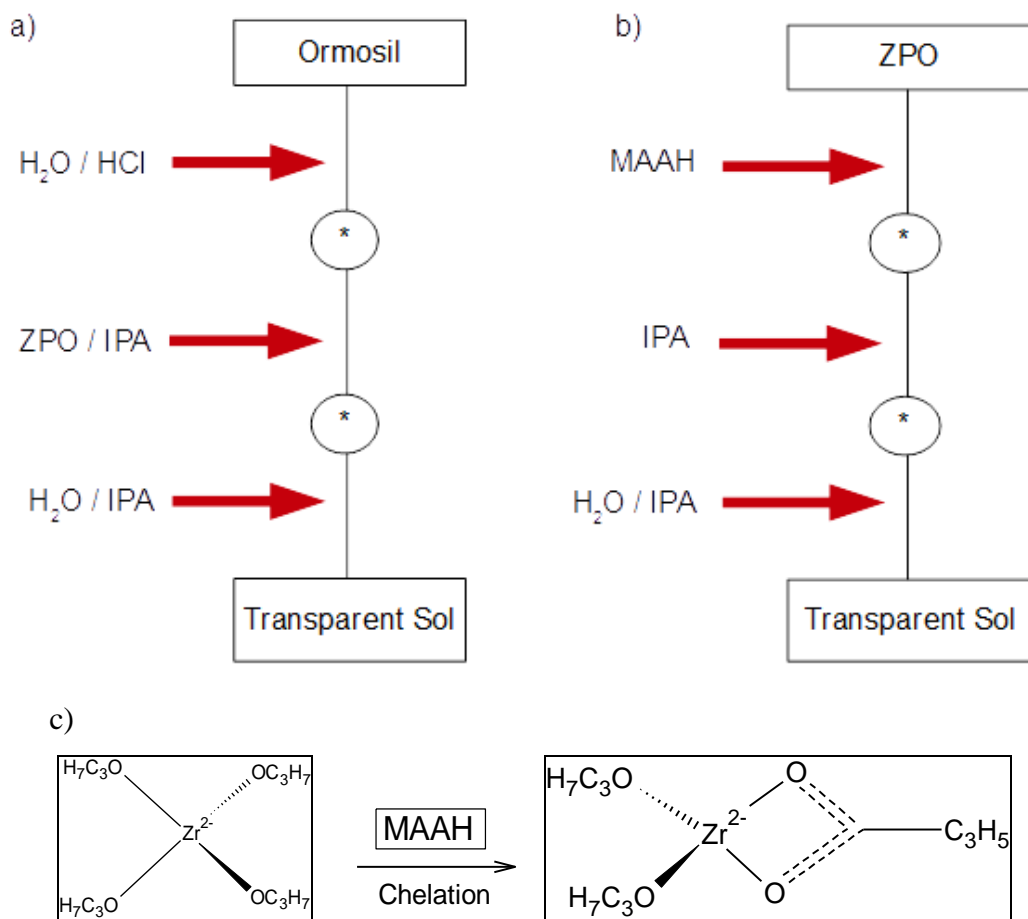 a)
Ormosil
H₂O / HCl
*
ZPO / IPA
*
H₂O / IPA
Transparent Sol
b)
ZPO
MAAH
*
IPA
*
H₂O / IPA
Transparent Sol
c)
H₇C₃O
OC₃H₇
Zr²⁻
H₇C₃O
OC₃H₇
MAAH
Chelation
H₇C₃O
O
Zr²⁻
C₃H₅
H₇C₃O
O